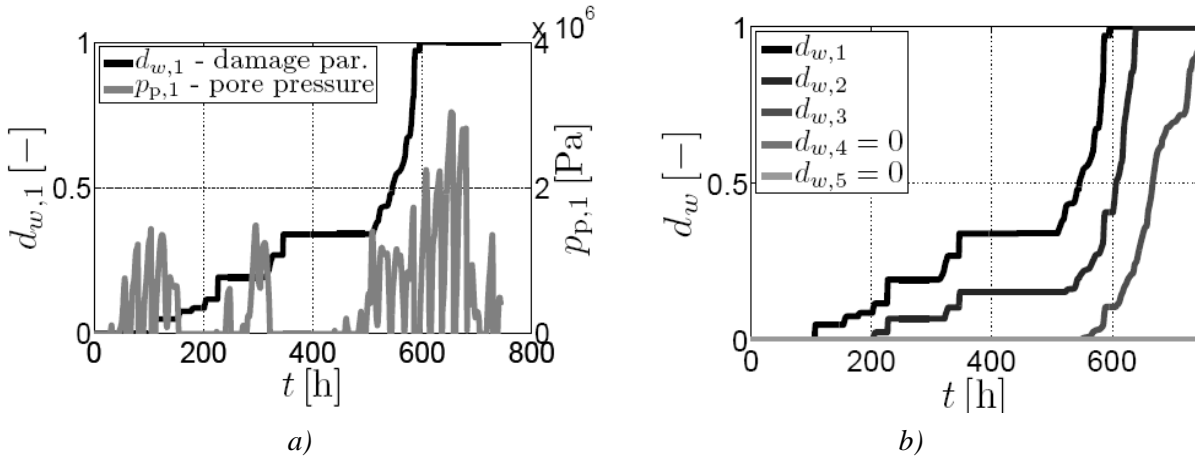 × 10⁶
1
4
d_{w,1} - damage par.
p_{p,1} - pore pressure
d_{w,1} [−]
0.5
2
p_{p,1} [Pa]
0
0
0
200
400
600
800
t [h]
a)
1
d_{w,1}
d_{w,2}
d_{w,3}
d_{w,4} = 0
d_{w,5} = 0
d_w [−]
0.5
0
0
200
400
600
t [h]
b)